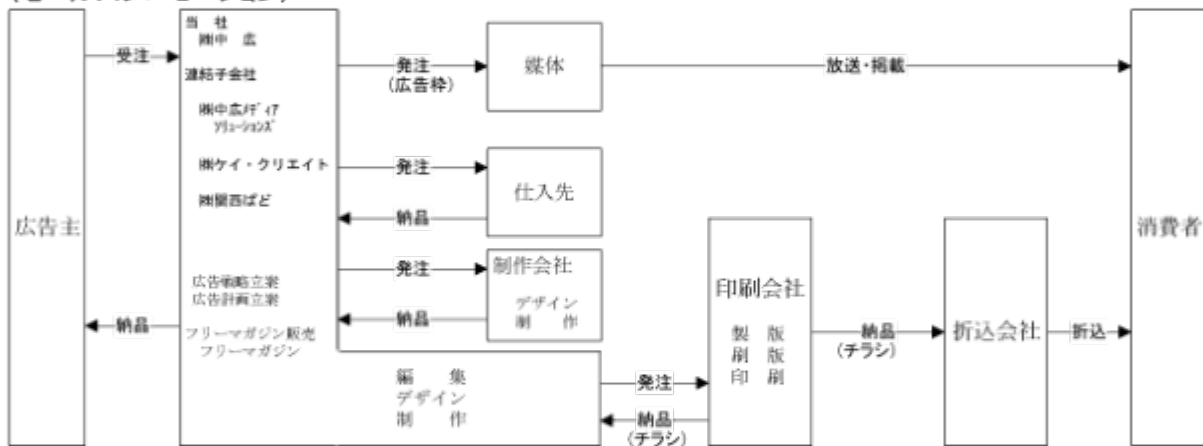 広告主
受注
納品
当 社
㈱中 広
連結子会社
㈱中広ﾒﾃﾞｨｱ
ｿﾘｭｰｼｮﾝｽﾞ
㈱ケイ・クリエイト
㈱関西ぱど
広告戦略立案
広告計画立案
フリーマガジン販売
フリーマガジン
編 集
デザイン
制 作
発注
(広告枠)
媒体
放送・掲載
発注
納品
仕入先
発注
納品
制作会社
デザイン
制 作
発注
納品
(チラシ)
印刷会社
製 版
刷 版
印 刷
納品
(チラシ)
折込会社
折込
消費者